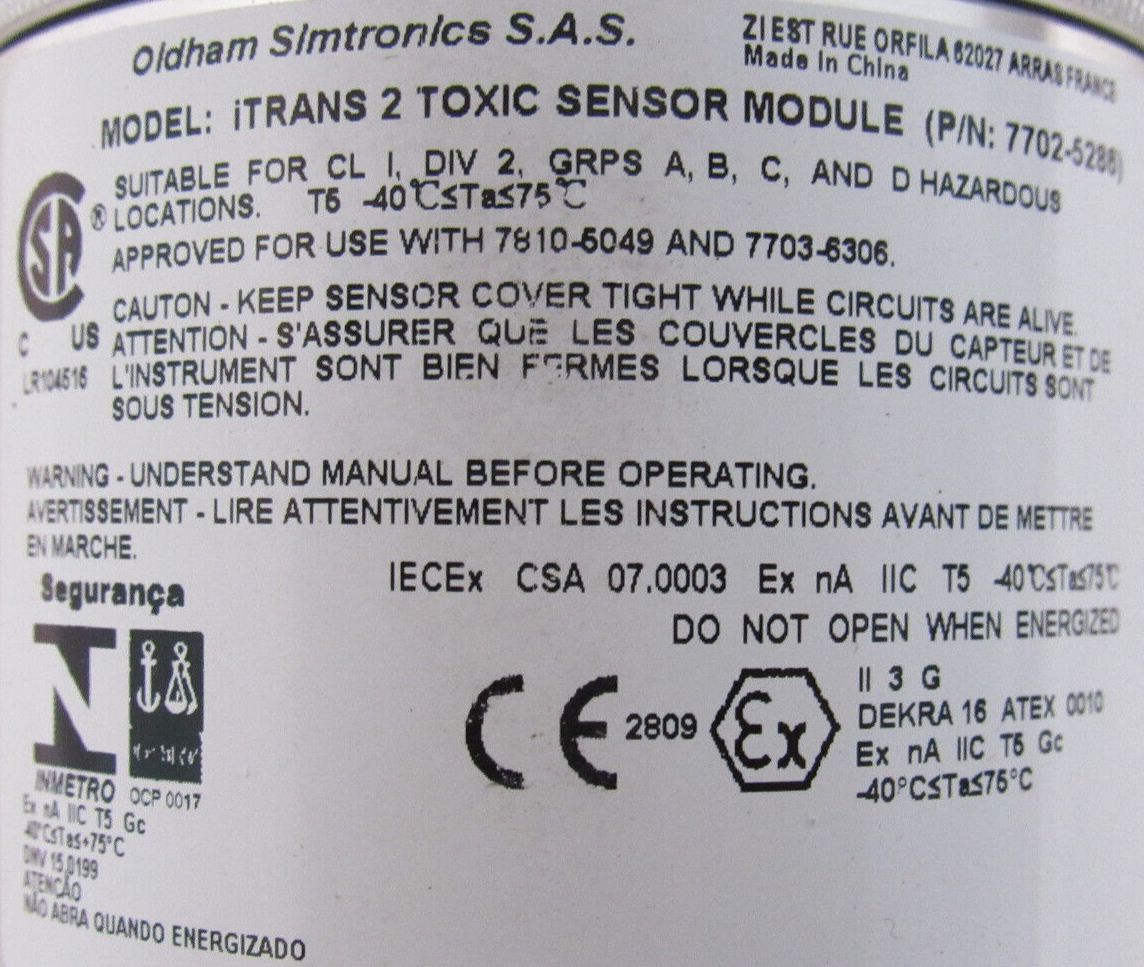 Oldham Simtronics S.A.S.
ZI EST RUE ORFILA 62027 ARRAS FRANCE
Made In China
MODEL: iTRANS 2 TOXIC SENSOR MODULE (P/N: 7702-5288)
SUITABLE FOR CL I, DIV 2, GRPS A, B, C, AND D HAZARDOUS
LOCATIONS. T5 -40℃≤Ta≤75℃
APPROVED FOR USE WITH 7810-5049 AND 7703-6306.
CAUTON - KEEP SENSOR COVER TIGHT WHILE CIRCUITS ARE ALIVE.
ATTENTION - S'ASSURER QUE LES COUVERCLES DU CAPTEUR ET DE
L'INSTRUMENT SONT BIEN FERMES LORSQUE LES CIRCUITS SONT
SOUS TENSION.
SA ®
C US
LR104516
WARNING - UNDERSTAND MANUAL BEFORE OPERATING.
AVERTISSEMENT - LIRE ATTENTIVEMENT LES INSTRUCTIONS AVANT DE METTRE
EN MARCHE.
IECEx CSA 07.0003 Ex nA IIC T5 -40℃≤Ta≤75℃
DO NOT OPEN WHEN ENERGIZED
CE 2809 Ex
II 3 G
DEKRA 16 ATEX 0010
Ex nA IIC T5 Gc
-40°C≤Ta≤75°C
Segurança
N
INMETRO OCP 0017
Ex nA IIC T5 Gc
-40°C≤Ta≤+75°C
DNV 15.0199
ATENCÃO
NÃO ABRA QUANDO ENERGIZADO